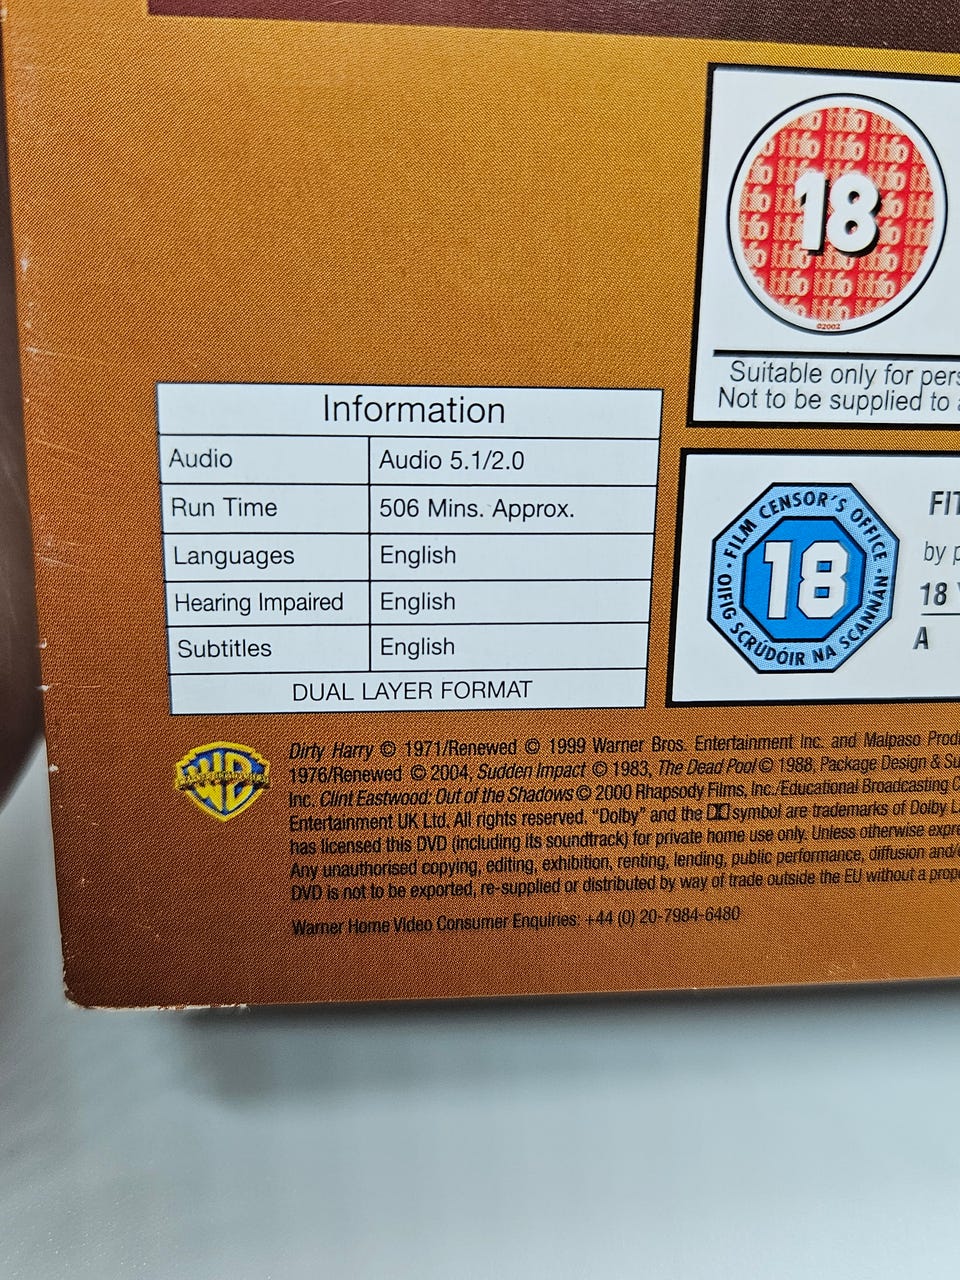 18
©2002
Suitable only for pers
Not to be supplied to a
Information
Audio Audio 5.1/2.0
Run Time 506 Mins. Approx.
Languages English
Hearing Impaired English
Subtitles English
DUAL LAYER FORMAT
· FILM CENSOR'S OFFICE ·
OIFIG SCRÚDÓIR NA SCANNÁN
18
FIT
by p
18 Y
A
Dirty Harry © 1971/Renewed © 1999 Warner Bros. Entertainment Inc. and Malpaso Prod
1976/Renewed © 2004, Sudden Impact © 1983, The Dead Pool © 1988, Package Design & Su
Inc. Clint Eastwood: Out of the Shadows © 2000 Rhapsody Films, Inc./Educational Broadcasting C
Entertainment UK Ltd. All rights reserved. “Dolby” and the symbol are trademarks of Dolby L
has licensed this DVD (including its soundtrack) for private home use only. Unless otherwise expre
Any unauthorised copying, editing, exhibition, renting, lending, public performance, diffusion and/o
DVD is not to be exported, re-supplied or distributed by way of trade outside the EU without a prope
Warner Home Video Consumer Enquiries: +44 (0) 20-7984-6480